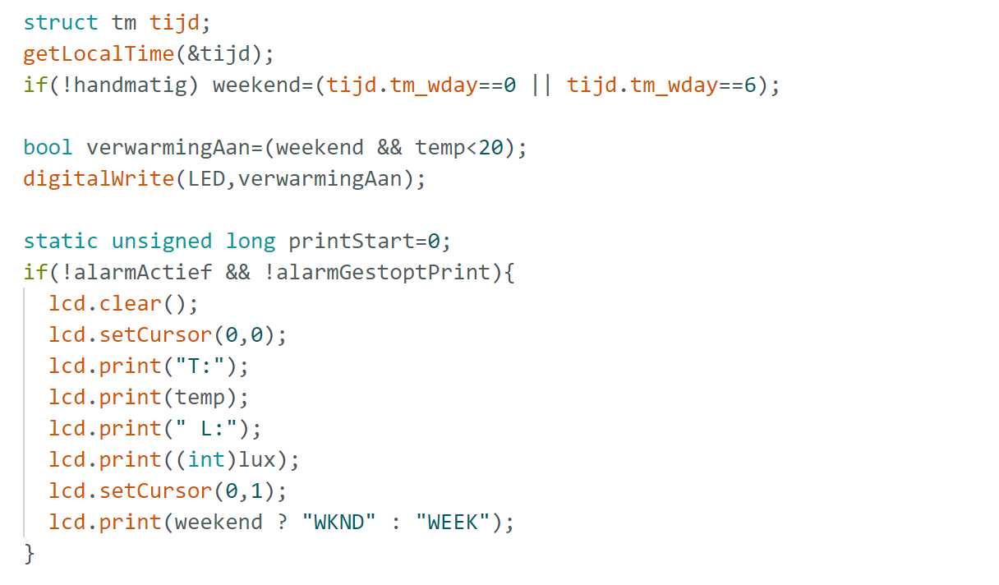 struct tm tijd;
getLocalTime(&tijd);
if(!handmatig) weekend=(tijd.tm_wday==0 || tijd.tm_wday==6);

bool verwarmingAan=(weekend && temp<20);
digitalWrite(LED,verwarmingAan);

static unsigned long printStart=0;
if(!alarmActief && !alarmGestoptPrint){
  lcd.clear();
  lcd.setCursor(0,0);
  lcd.print("T:");
  lcd.print(temp);
  lcd.print(" L:");
  lcd.print((int)lux);
  lcd.setCursor(0,1);
  lcd.print(weekend ? "WKND" : "WEEK");
}